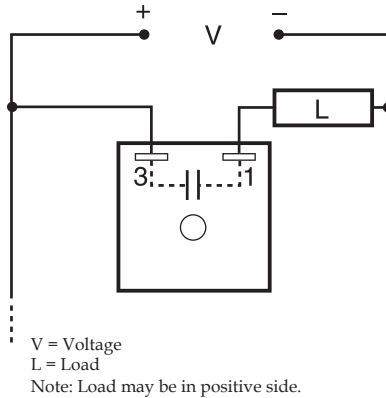 + V −
L
3 1
V = Voltage
L = Load
Note: Load may be in positive side.